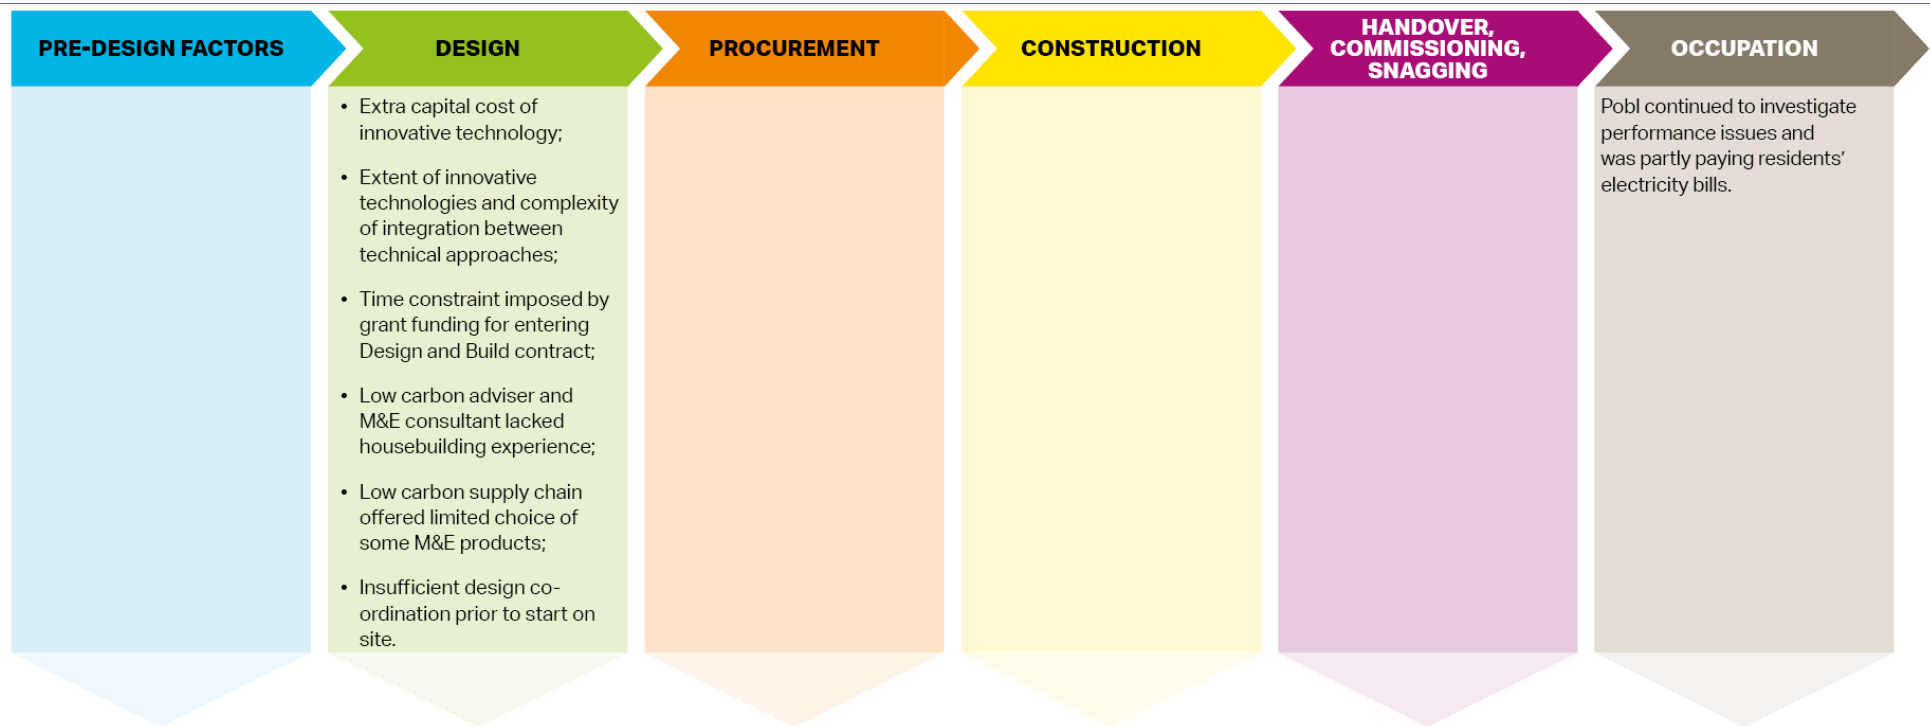 PRE-DESIGN FACTORS
DESIGN
PROCUREMENT
CONSTRUCTION
HANDOVER,
COMMISSIONING,
SNAGGING
OCCUPATION
• Extra capital cost of
innovative technology;
• Extent of innovative
technologies and complexity
of integration between
technical approaches;
• Time constraint imposed by
grant funding for entering
Design and Build contract;
• Low carbon adviser and
M&E consultant lacked
housebuilding experience;
• Low carbon supply chain
offered limited choice of
some M&E products;
• Insufficient design co-
ordination prior to start on
site.
Pobl continued to investigate
performance issues and
was partly paying residents’
electricity bills.